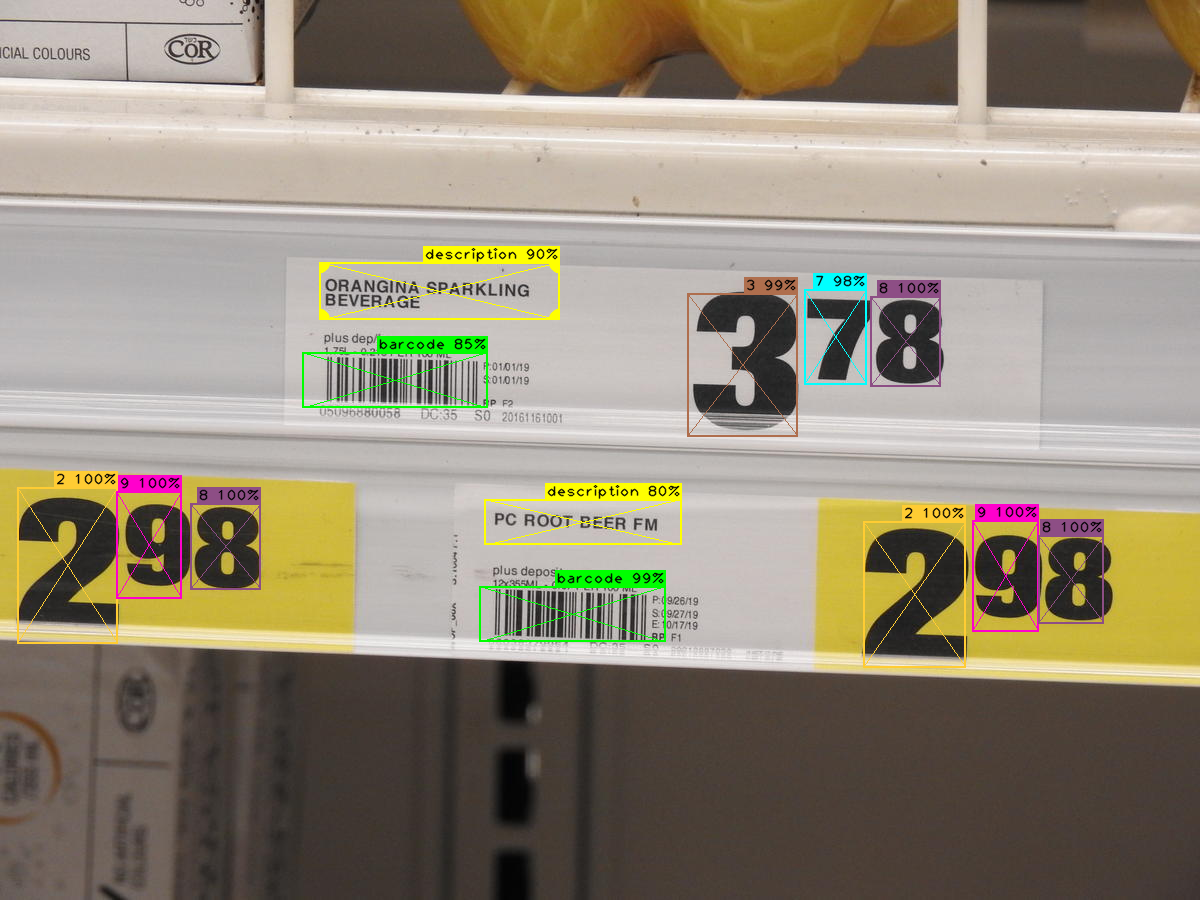 ICIAL COLOURS
COR
description 90%
ORANGINA SPARKLING
BEVERAGE
plus dep/
barcode 85%
P:01/01/19
S:01/01/19
RP F2
05096880058 DC:35 S0 20161161001
3 99%
7 98%
8 100%
378
2 100%
9 100%
8 100%
298
description 80%
PC ROOT BEER FM
plus deposi
barcode 99%
12x355ML
P:09/26/19
S:09/27/19
E:10/17/19
RP F1
DC:35 S0
2 100%
9 100%
8 100%
298
COR